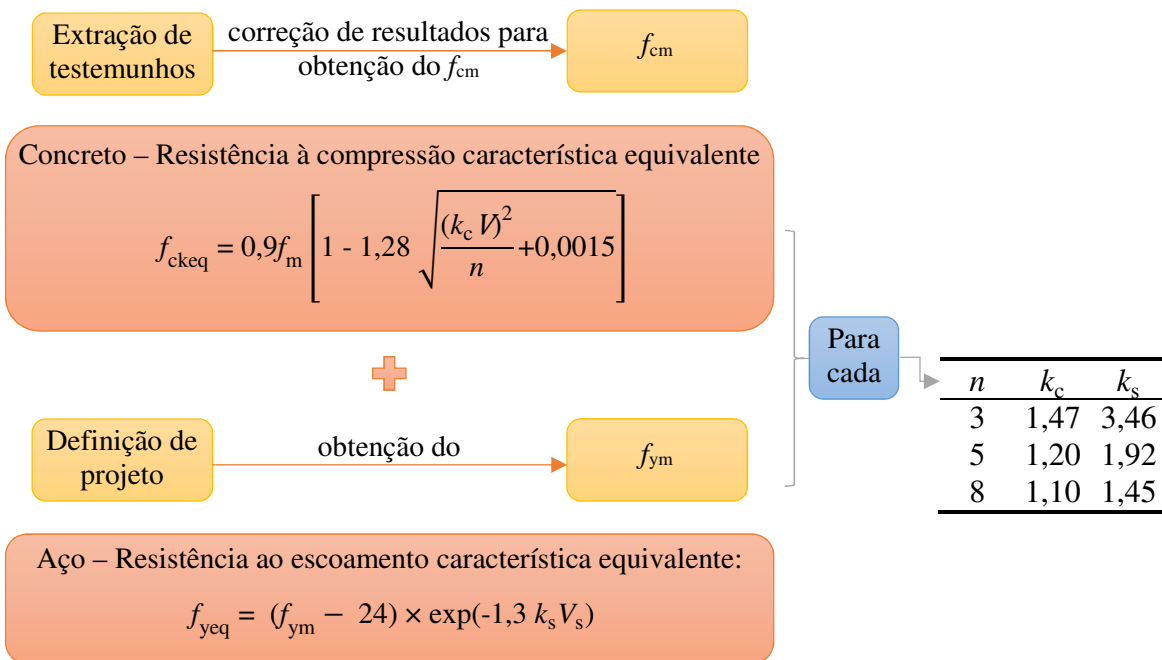 Extração de
testemunhos
correção de resultados para
obtenção do fcm
fcm
Concreto – Resistência à compressão característica equivalente
fckeq = 0,9fm [1 - 1,28 √((kc V)²/n +0,0015)]
Para
cada
n kc ks
3 1,47 3,46
5 1,20 1,92
8 1,10 1,45
Definição de
projeto
obtenção do
fym
Aço – Resistência ao escoamento característica equivalente:
fyeq = (fym − 24) × exp(-1,3 ksVs)